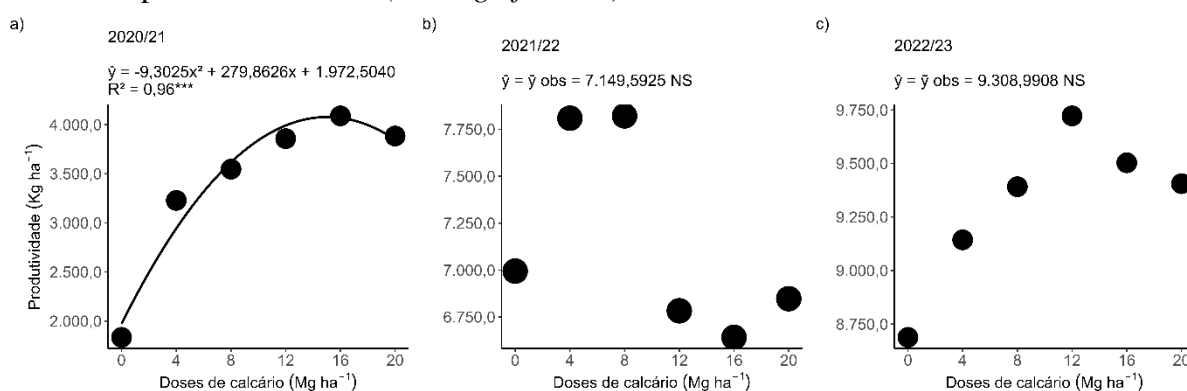 a)
2020/21
ŷ = -9,3025x² + 279,8626x + 1.972,5040
R² = 0,96***
Produtividade (Kg ha⁻¹)
4.000,0
3.500,0
3.000,0
2.500,0
2.000,0
0 4 8 12 16 20
Doses de calcário (Mg ha⁻¹)
b)
2021/22
ŷ = ȳ obs = 7.149,5925 NS
7.750,0
7.500,0
7.250,0
7.000,0
6.750,0
0 4 8 12 16 20
Doses de calcário (Mg ha⁻¹)
c)
2022/23
ŷ = ȳ obs = 9.308,9908 NS
9.750,0
9.500,0
9.250,0
9.000,0
8.750,0
0 4 8 12 16 20
Doses de calcário (Mg ha⁻¹)